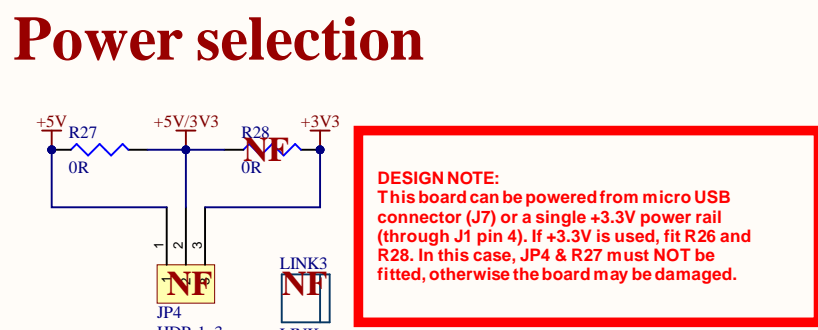 Power selection
+5V
+5V/3V3
+3V3
R27
R28
NF
0R
0R
DESIGN NOTE:
This board can be powered from micro USB
connector (J7) or a single +3.3V power rail
(through J1 pin 4). If +3.3V is used, fit R26 and
R28. In this case, JP4 & R27 must NOT be
fitted, otherwise the board may be damaged.
1
2
3
LINK3
1
NF
NF
JP4